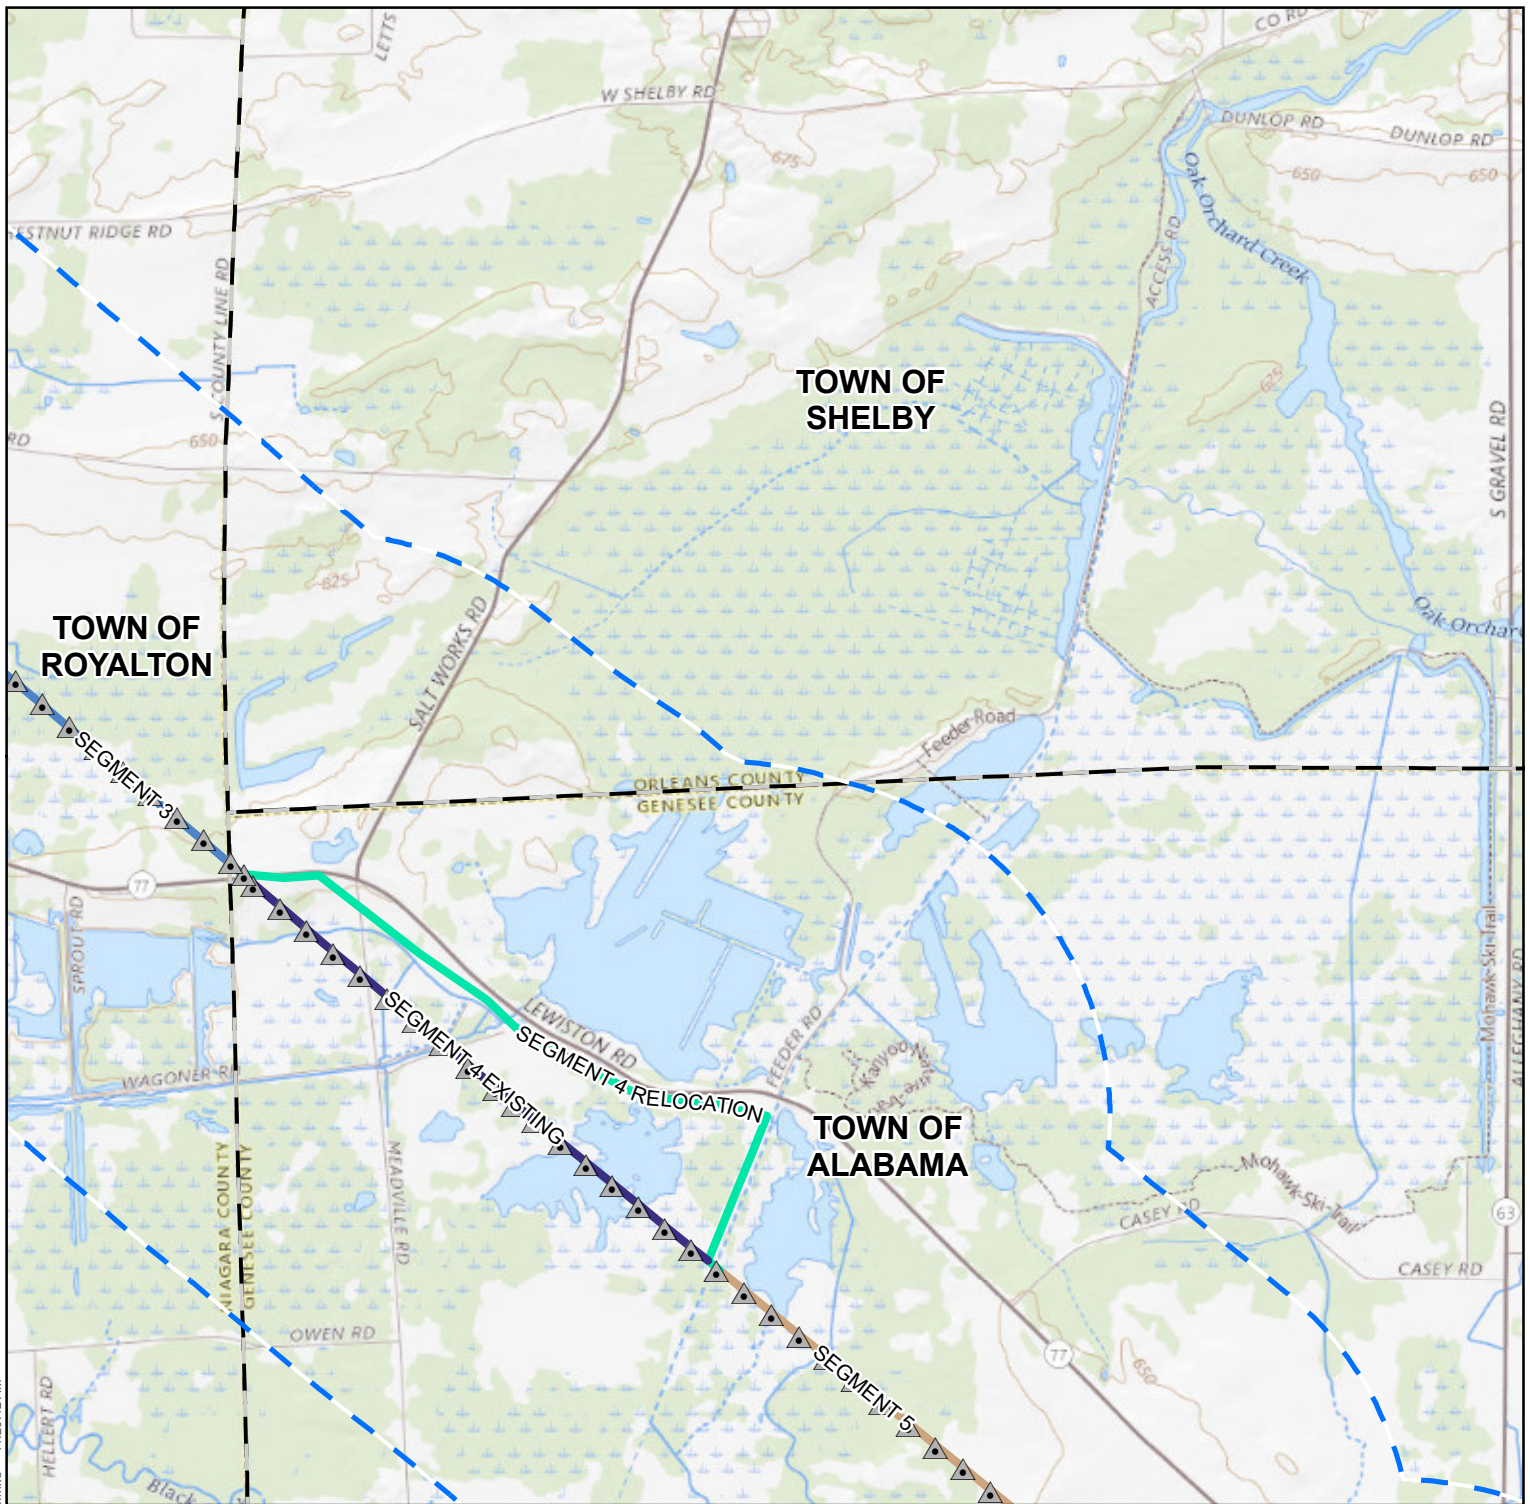 LETTS
CO RD
W SHELBY RD
DUNLOP RD
DUNLOP RD
675
650
650
Oak Orchard Creek
ACCESS RD
ESTNUT RIDGE RD
S COUNTY LINE RD
TOWN OF
SHELBY
625
S GRAVEL RD
RD
650
625
TOWN OF
ROYALTON
SALT WORKS RD
Oak-Orchar
Feeder-Road
SEGMENT 3
ORLEANS COUNTY
GENESEE COUNTY
77
SPROUT RD
LEWISTON RD
SEGMENT 4 EXISTING
SEGMENT 4 RELOCATION
FEEDER RD
Kanyoo
Mohawk-Ski-Trail
ALLEGHANY RD
WAGONER R
TOWN OF
ALABAMA
MEADVILLE RD
NIAGARA COUNTY
GENESEE COUNTY
Mohawk-Ski-Trail
CASEY RD
63
CASEY RD
OWEN RD
77
650
SEGMENT 5
HELLERT RD
Black